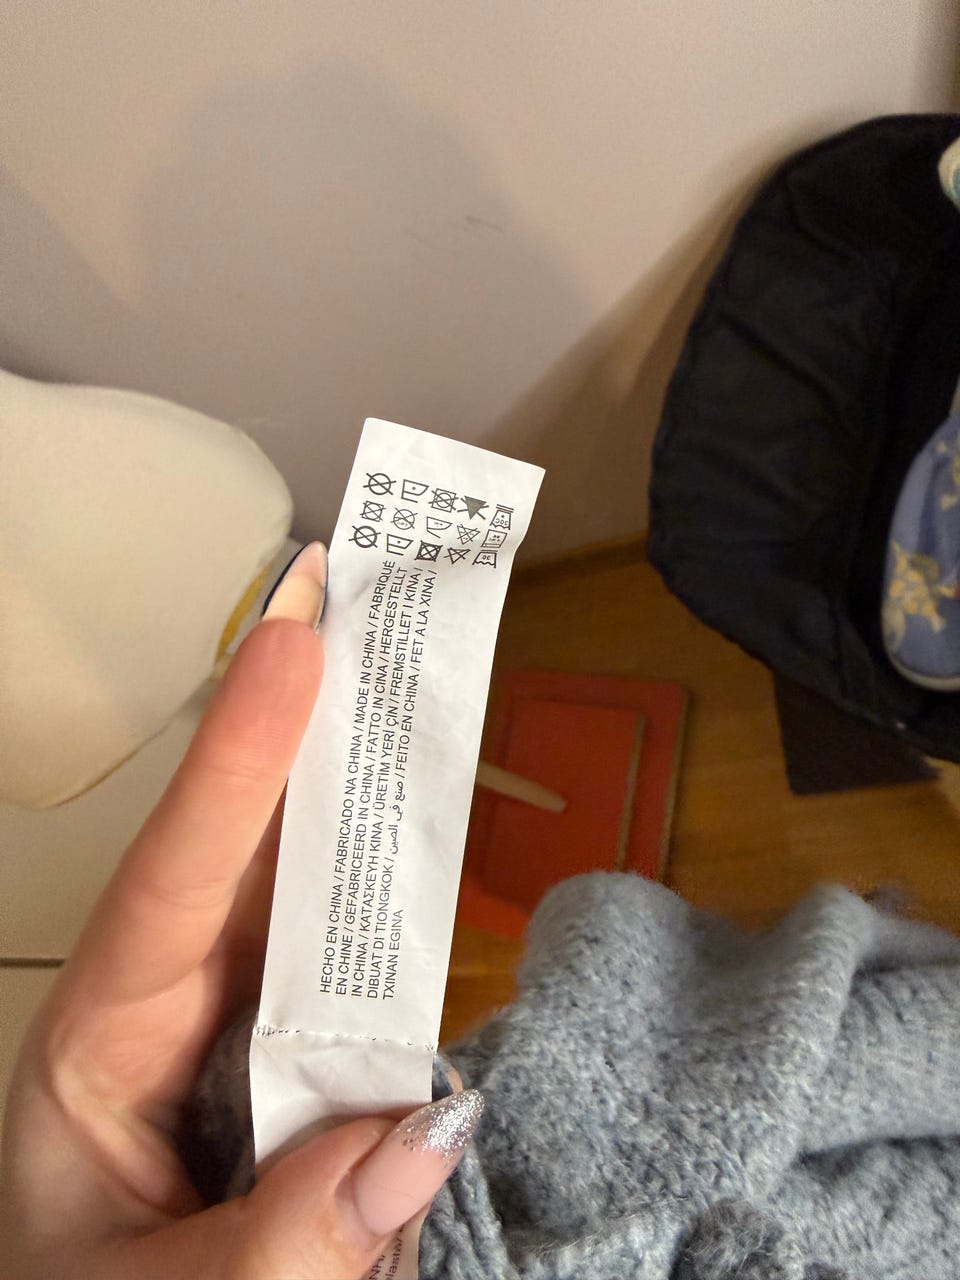 HECHO EN CHINA / FABRICADO NA CHINA / MADE IN CHINA / FABRIQUÉ
EN CHINE / GEFABRICEERD IN CHINA / FATTO IN CINA / HERGESTELLT
IN CHINA / ΚΑΤΑΣΚΕΥΗ ΚΙΝΑ / ÜRETİM YERİ ÇİN / FREMSTILLET I KINA /
DIBUAT DI TIONGKOK / صنع في الصين / FEITO EN CHINA / FET A LA XINA /
TXINAN EGINA